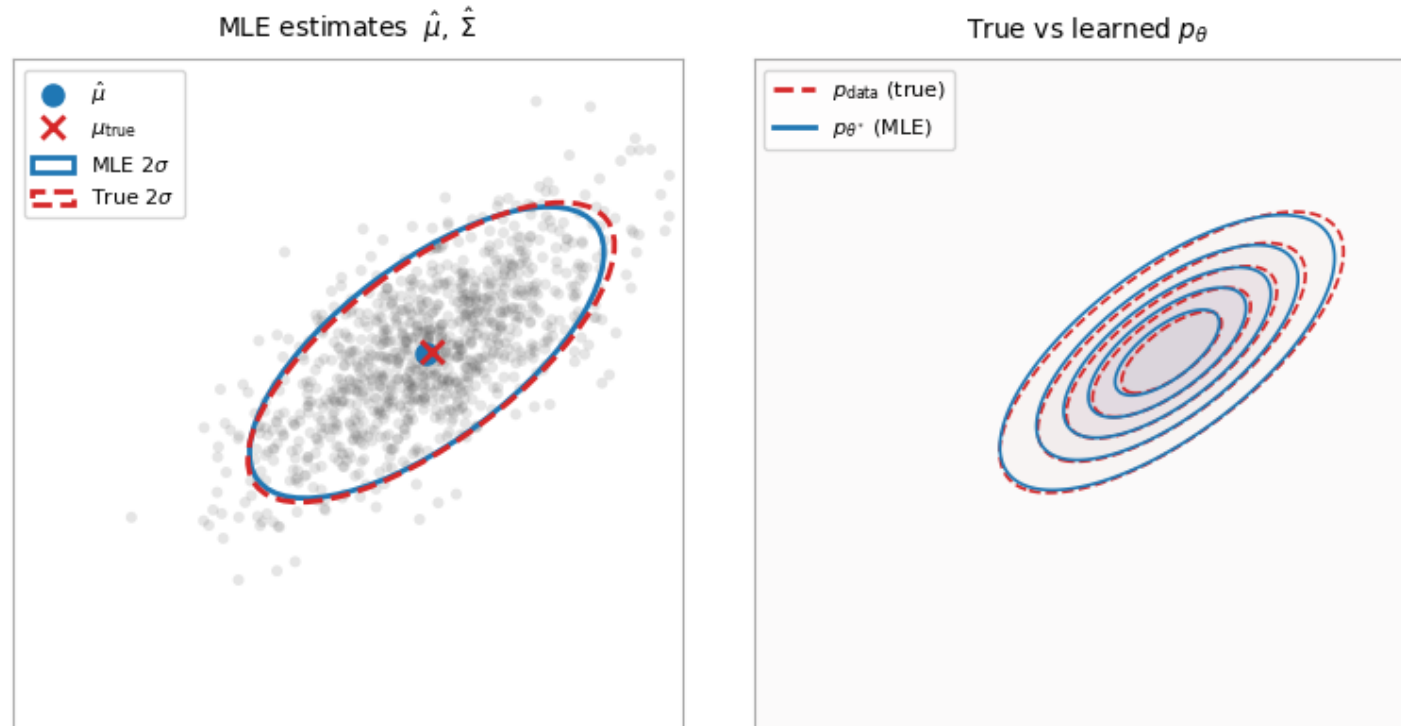 MLE estimates μ̂, Σ̂
μ̂
μtrue
MLE 2σ
True 2σ
True vs learned pθ
pdata (true)
pθ* (MLE)